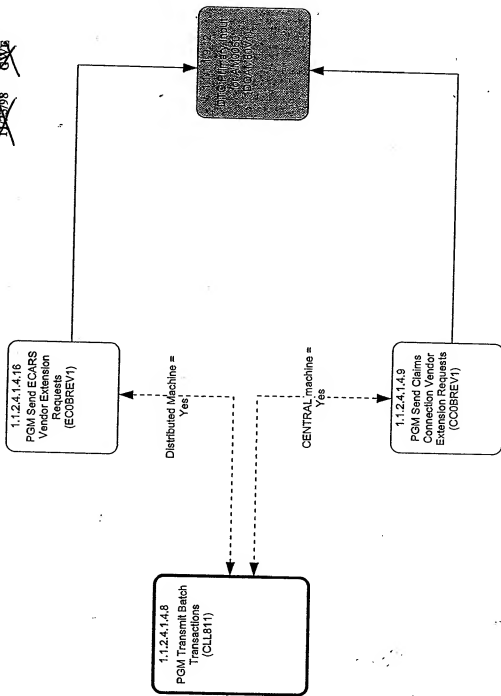 1.1.2.4.1.4.8
PGM Transmit Batch
Transactions
(CLL811)
Distributed Machine =
Yes
CENTRAL machine =
Yes
1.1.2.4.1.4.16
PGM Send ECARS
Vendor Extension
Requests
(EC0BREV1)
1.1.2.4.1.4.9
PGM Send Claims
Connection Vendor
Extension Requests
(CC0BREV1)